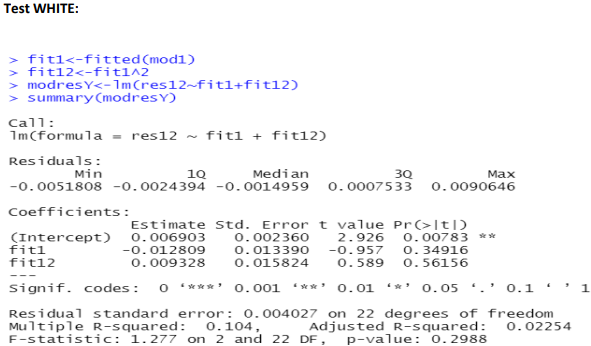 Test WHITE:
> fit1<-fitted(mod1)
> fit12<-fit1^2
> modresY<-lm(res12~fit1+fit12)
> summary(modresY)
Call:
lm(formula = res12 ~ fit1 + fit12)
Residuals:
Min 1Q Median 3Q Max
-0.0051808 -0.0024394 -0.0014959 0.0007533 0.0090646
Coefficients:
Estimate Std. Error t value Pr(>|t|)
(Intercept) 0.006903 0.002360 2.926 0.00783 **
fit1 -0.012809 0.013390 -0.957 0.34916
fit12 0.009328 0.015824 0.589 0.56156
---
Signif. codes: 0 ‘***’ 0.001 ‘**’ 0.01 ‘*’ 0.05 ‘.’ 0.1 ‘ ’ 1
Residual standard error: 0.004027 on 22 degrees of freedom
Multiple R-squared: 0.104, Adjusted R-squared: 0.02254
F-statistic: 1.277 on 2 and 22 DF, p-value: 0.2988